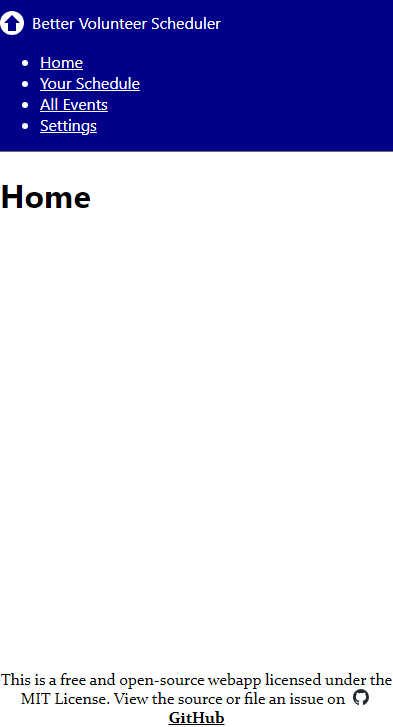 Better Volunteer Scheduler
Home
Your Schedule
All Events
Settings
Home
This is a free and open-source webapp licensed under the
MIT License. View the source or file an issue on
GitHub